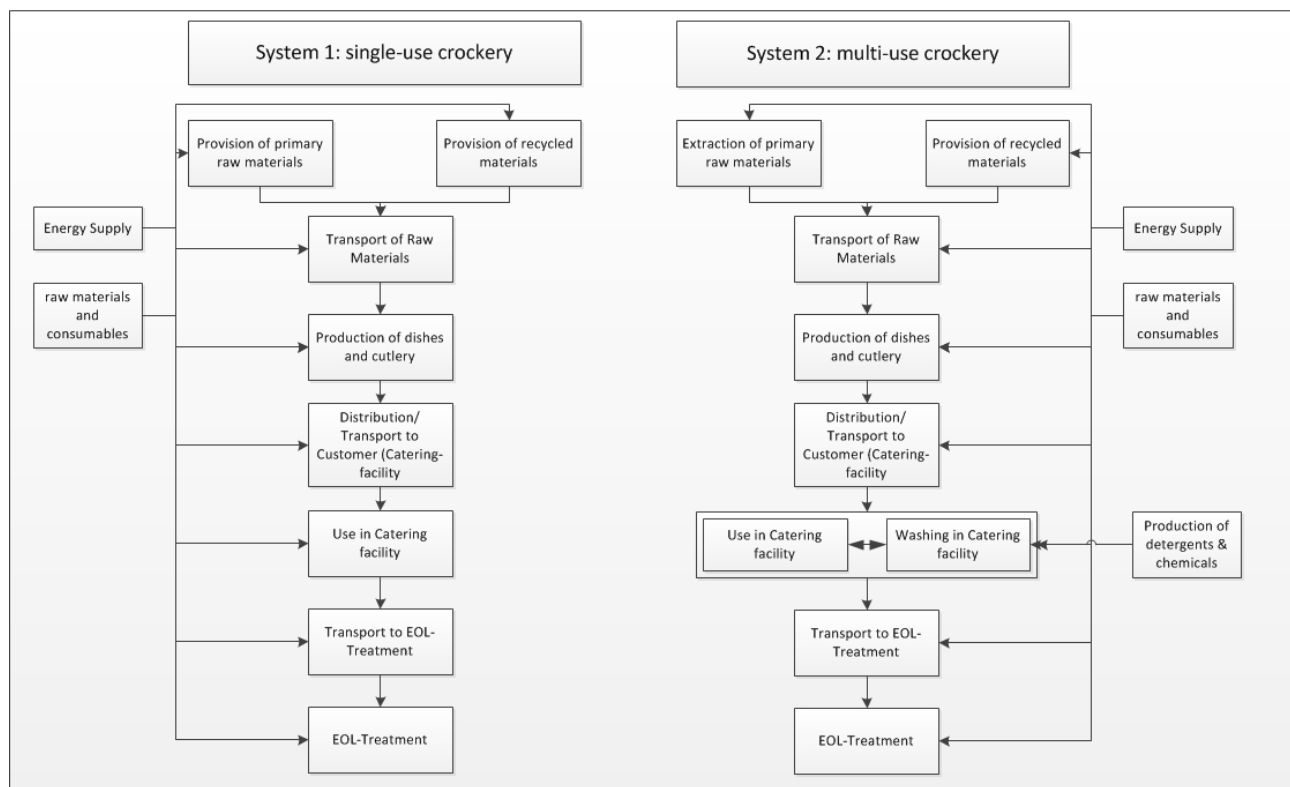 System 1: single-use crockery
System 2: multi-use crockery
Provision of primary
raw materials
Provision of recycled
materials
Extraction of primary
raw materials
Provision of recycled
materials
Energy Supply
Transport of Raw
Materials
Transport of Raw
Materials
Energy Supply
raw materials
and
consumables
Production of dishes
and cutlery
Production of dishes
and cutlery
raw materials
and
consumables
Distribution/
Transport to
Customer (Catering-
facility
Distribution/
Transport to
Customer (Catering-
facility
Use in Catering
facility
Use in Catering
facility
Washing in Catering
facility
Production of
detergents &
chemicals
Transport to EOL-
Treatment
Transport to EOL-
Treatment
EOL-Treatment
EOL-Treatment